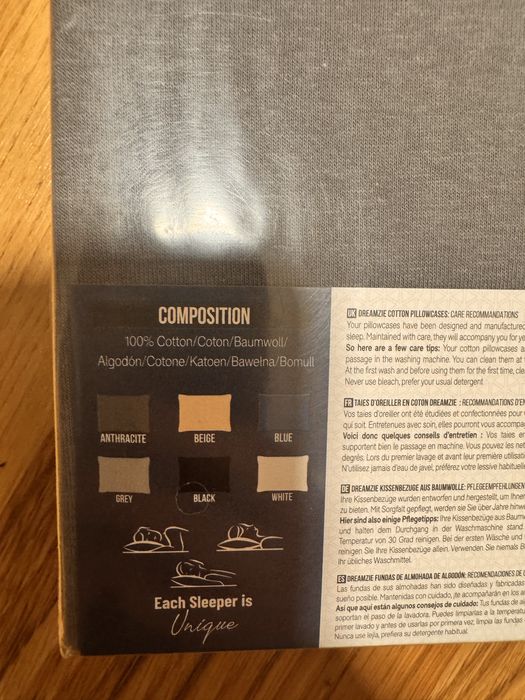 COMPOSITION
100% Cotton/Coton/Baumwoll/
Algodón/Cotone/Katoen/Bawełna/Bomull
ANTHRACITE
BEIGE
BLUE
GREY
BLACK
WHITE
Each Sleeper is
Unique
UK DREAMZIE COTTON PILLOWCASES: CARE RECOMMANDATIONS
Your pillowcases have been designed and manufactured
sleep. Maintained with care, they will accompany you for
So here are a few care tips: Your cotton pillowcases
passage in the washing machine. You can clean them at
At the first wash and before using them for the first time,
Never use bleach, prefer your usual detergent
FR TAIES D'OREILLER EN COTON DREAMZIE : RECOMMANDATIONS
Vos taies d'oreiller ont été étudiées et confectionnées pour
qui soit. Entretenues avec soin, elles pourront vous
Voici donc quelques conseils d'entretien : Vos taies
supportent bien le passage en machine. Vous pouvez les
degrés. Lors du premier lavage et avant leur première
N'utilisez jamais d'eau de javel, préférez votre lessive
DE DREAMZIE KISSENBEZÜGE AUS BAUMWOLLE: PFLEGEEMPFEHLUNGEN
Ihre Kissenbezüge wurden entworfen und hergestellt, um
zu bieten. Mit Sorgfalt gepflegt, werden sie Sie über Jahre
Hier sind also einige Pflegetipps: Ihre Kissenbezüge aus
und halten dem Durchgang in der Waschmaschine stand.
Temperatur von 30 Grad reinigen. Bei der ersten Wäsche und
reinigen Sie Ihre Kissenbezüge allein. Verwenden Sie niemals
Ihr übliches Waschmittel.
ES DREAMZIE FUNDAS DE ALMOHADA DE ALGODÓN: RECOMENDACIONES DE
Las fundas de sus almohadas han sido diseñadas y
sueño posible. Mantenidas con cuidado, ¡te acompañarán en los
Así que aquí están algunos consejos de cuidado: Tus fundas de
soportan el paso de la lavadora. Puedes limpiarlas a la
primer lavado y antes de usarlas por primera vez, limpia las fundas
Nunca use lejía, prefiera su detergente habitual.